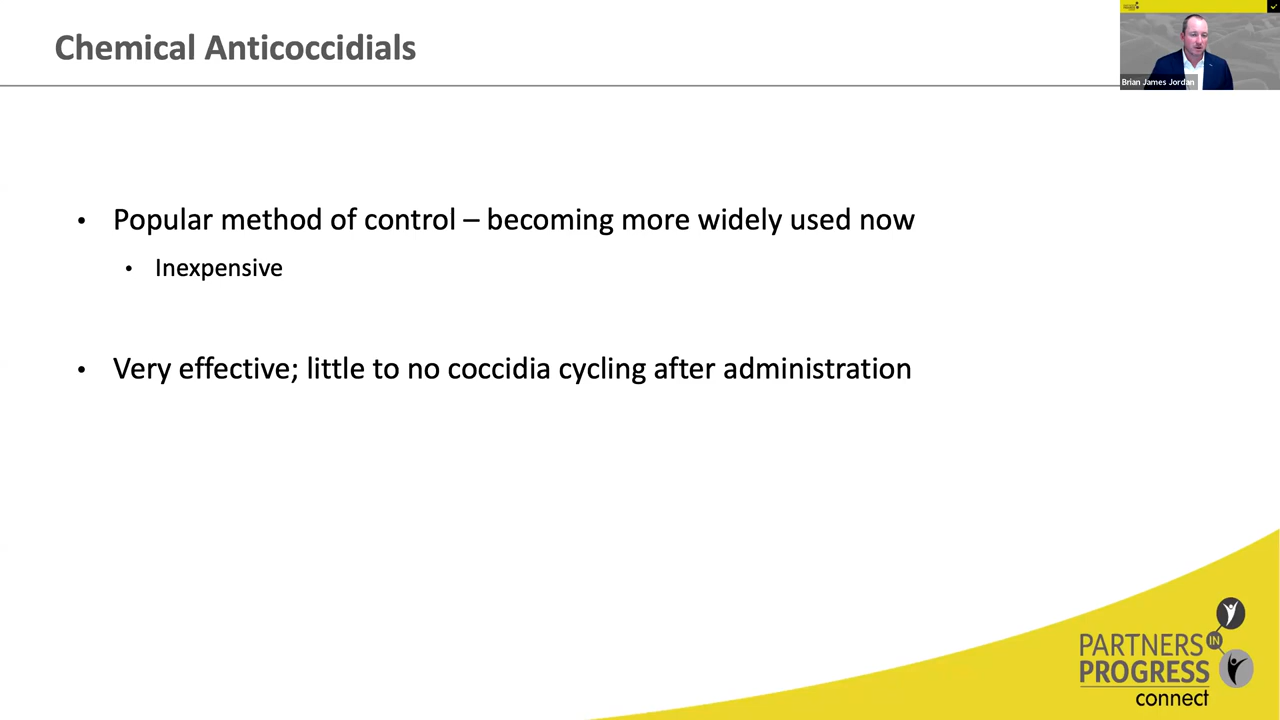 Chemical Anticoccidials
Brian James Jordan
• Popular method of control – becoming more widely used now
• Inexpensive
• Very effective; little to no coccidia cycling after administration
PARTNERS IN
PROGRESS
connect